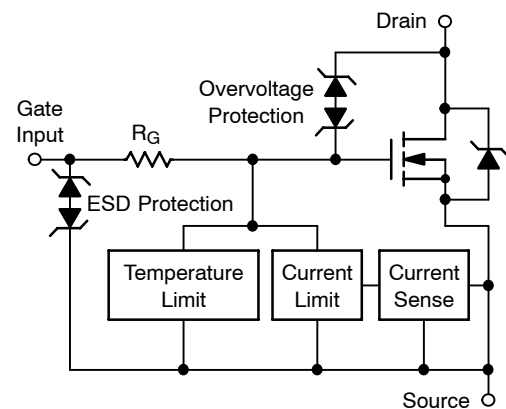 Drain
Overvoltage
Protection
Gate
Input
RG
ESD Protection
Temperature
Limit
Current
Limit
Current
Sense
Source